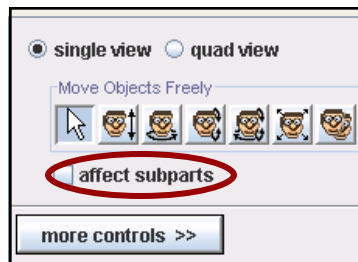 single view quad view
Move Objects Freely
affect subparts
more controls >>